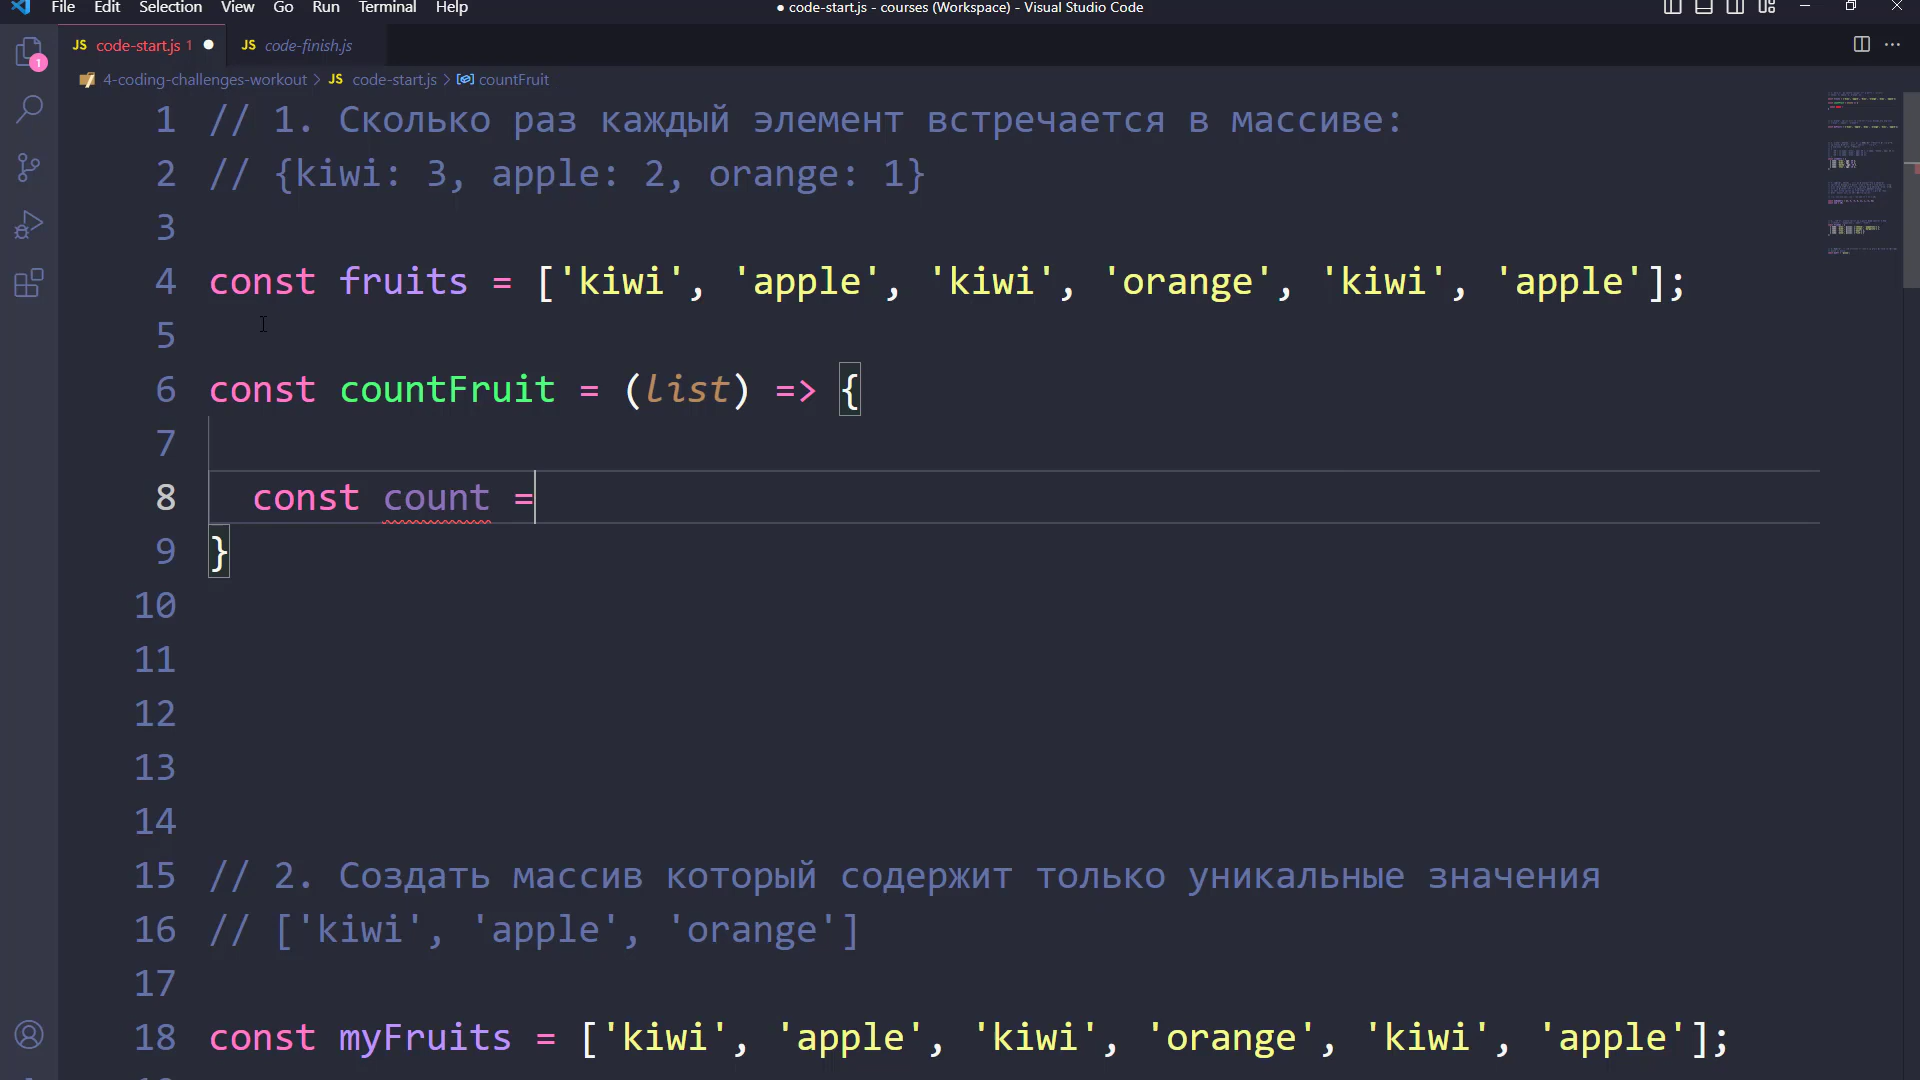 File Edit Selection View Go Run Terminal Help
● code-start.js - courses (Workspace) - Visual Studio Code
JS code-start.js 1 ●
JS code-finish.js
4-coding-challenges-workout > JS code-start.js > countFruit
1 // 1. Сколько раз каждый элемент встречается в массиве:
2 // {kiwi: 3, apple: 2, orange: 1}
3
4 const fruits = ['kiwi', 'apple', 'kiwi', 'orange', 'kiwi', 'apple'];
5
6 const countFruit = (list) => {
7
8 const count =
9 }
10
11
12
13
14
15 // 2. Создать массив который содержит только уникальные значения
16 // ['kiwi', 'apple', 'orange']
17
18 const myFruits = ['kiwi', 'apple', 'kiwi', 'orange', 'kiwi', 'apple'];